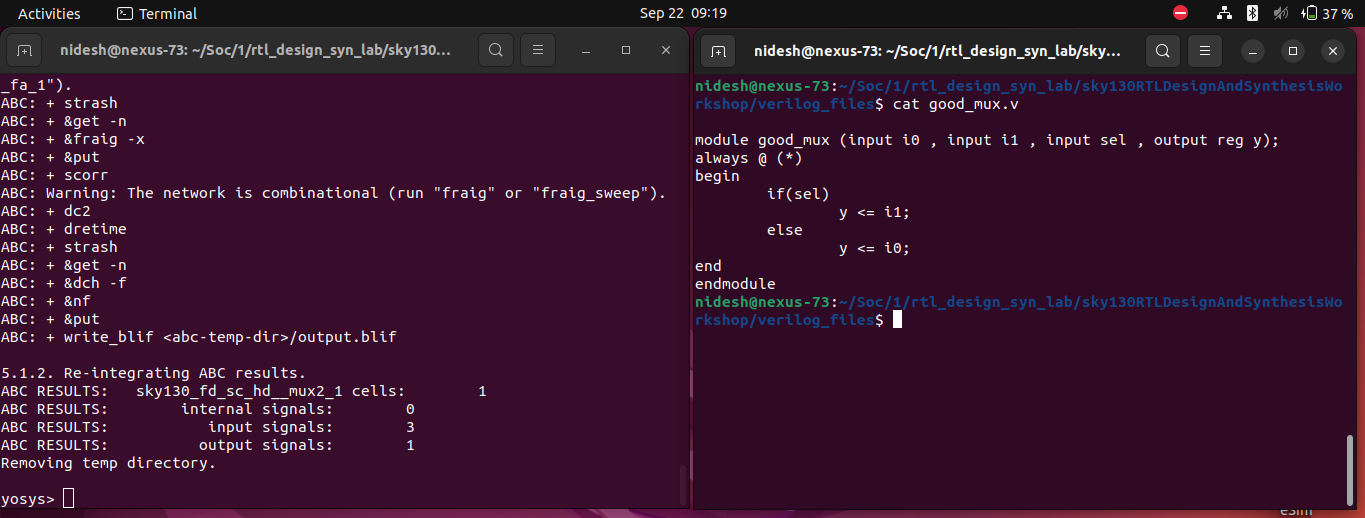 Activities Terminal Sep 22 09:19 37 %
nidesh@nexus-73: ~/Soc/1/rtl_design_syn_lab/sky130...
_fa_1").
ABC: + strash
ABC: + &get -n
ABC: + &fraig -x
ABC: + &put
ABC: + scorr
ABC: Warning: The network is combinational (run "fraig" or "fraig_sweep").
ABC: + dc2
ABC: + dretime
ABC: + strash
ABC: + &get -n
ABC: + &dch -f
ABC: + &nf
ABC: + &put
ABC: + write_blif <abc-temp-dir>/output.blif
5.1.2. Re-integrating ABC results.
ABC RESULTS:   sky130_fd_sc_hd__mux2_1 cells:        1
ABC RESULTS:        internal signals:        0
ABC RESULTS:           input signals:        3
ABC RESULTS:          output signals:        1
Removing temp directory.
yosys>
nidesh@nexus-73: ~/Soc/1/rtl_design_syn_lab/sky...
nidesh@nexus-73:~/Soc/1/rtl_design_syn_lab/sky130RTLDesignAndSynthesisWo
rkshop/verilog_files$ cat good_mux.v
module good_mux (input i0 , input i1 , input sel , output reg y);
always @ (*)
begin
        if(sel)
                y <= i1;
        else
                y <= i0;
end
endmodule
nidesh@nexus-73:~/Soc/1/rtl_design_syn_lab/sky130RTLDesignAndSynthesisWo
rkshop/verilog_files$
eSim